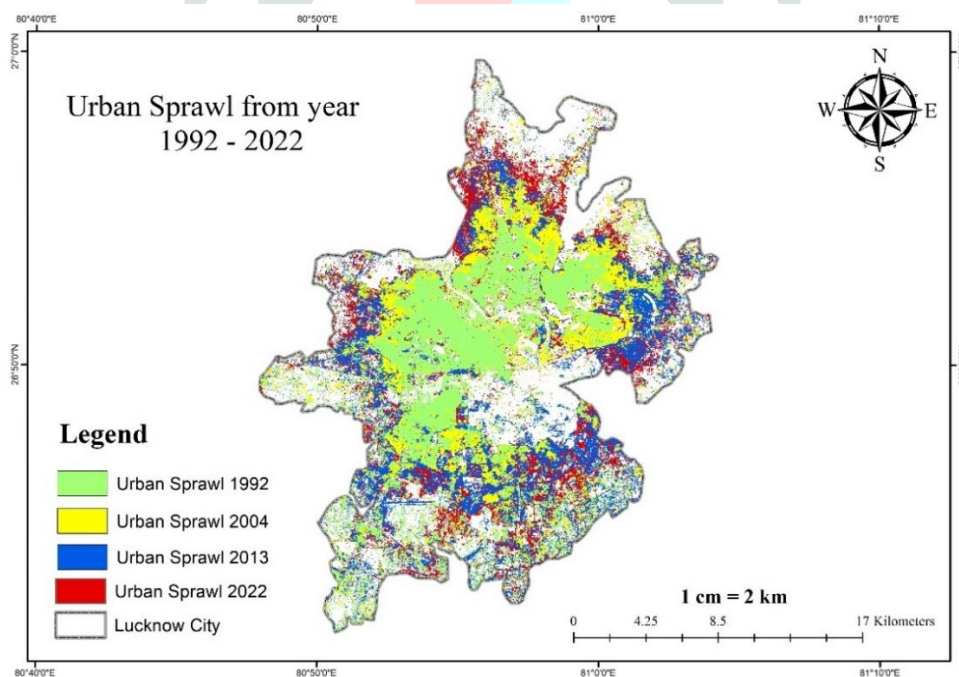 80°40'0"E 80°50'0"E 81°0'0"E 81°10'0"E
27°0'0"N
Urban Sprawl from year
1992 - 2022
N
W E
S
26°50'0"N
Legend
Urban Sprawl 1992
Urban Sprawl 2004
Urban Sprawl 2013
Urban Sprawl 2022
Lucknow City
1 cm = 2 km
0 4.25 8.5 17 Kilometers
80°40'0"E 80°50'0"E 81°0'0"E 81°10'0"E